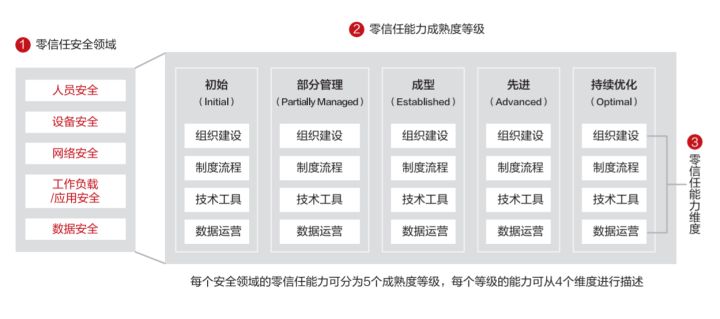 1 零信任安全领域
人员安全
设备安全
网络安全
工作负载
/应用安全
数据安全
2 零信任能力成熟度等级
初始
（Initial）
组织建设
制度流程
技术工具
数据运营
部分管理
（Partially Managed）
组织建设
制度流程
技术工具
数据运营
成型
（Established）
组织建设
制度流程
技术工具
数据运营
先进
（Advanced）
组织建设
制度流程
技术工具
数据运营
持续优化
（Optimal）
组织建设
制度流程
技术工具
数据运营
3 零信任能力维度
每个安全领域的零信任能力可分为5个成熟度等级，每个等级的能力可从4个维度进行描述